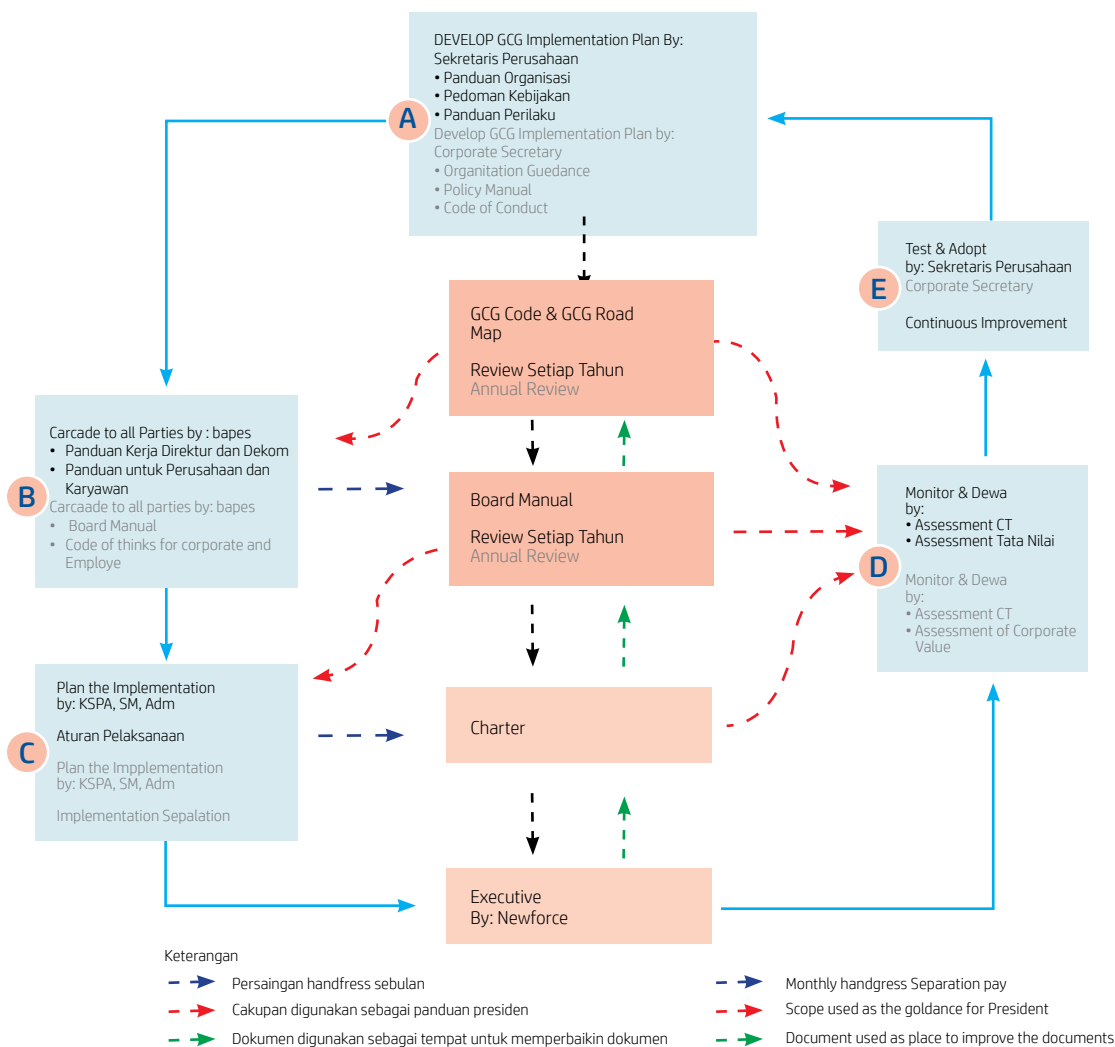 DEVELOP GCG Implementation Plan By:
Sekretaris Perusahaan
• Panduan Organisasi
• Pedoman Kebijakan
• Panduan Perilaku
Develop GCG Implementation Plan by:
Corporate Secretary
• Organitation Guedance
• Policy Manual
• Code of Conduct
A
Test & Adopt
by: Sekretaris Perusahaan
Corporate Secretary
Continuous Improvement
E
GCG Code & GCG Road
Map
Review Setiap Tahun
Annual Review
Carcade to all Parties by : bapes
• Panduan Kerja Direktur dan Dekom
• Panduan untuk Perusahaan dan
Karyawan
Carcaade to all parties by: bapes
• Board Manual
• Code of thinks for corporate and
Employe
B
Board Manual
Review Setiap Tahun
Annual Review
Monitor & Dewa
by:
• Assessment CT
• Assessment Tata Nilai
Monitor & Dewa
by:
• Assessment CT
• Assessment of Corporate
Value
D
Plan the Implementation
by: KSPA, SM, Adm
Aturan Pelaksanaan
Plan the Impplementation
by: KSPA, SM, Adm
Implementation Sepalation
C
Charter
Executive
By: Newforce
Keterangan
Persaingan handfress sebulan
Cakupan digunakan sebagai panduan presiden
Dokumen digunakan sebagai tempat untuk memperbaikin dokumen
Monthly handgress Separation pay
Scope used as the goldance for President
Document used as place to improve the documents